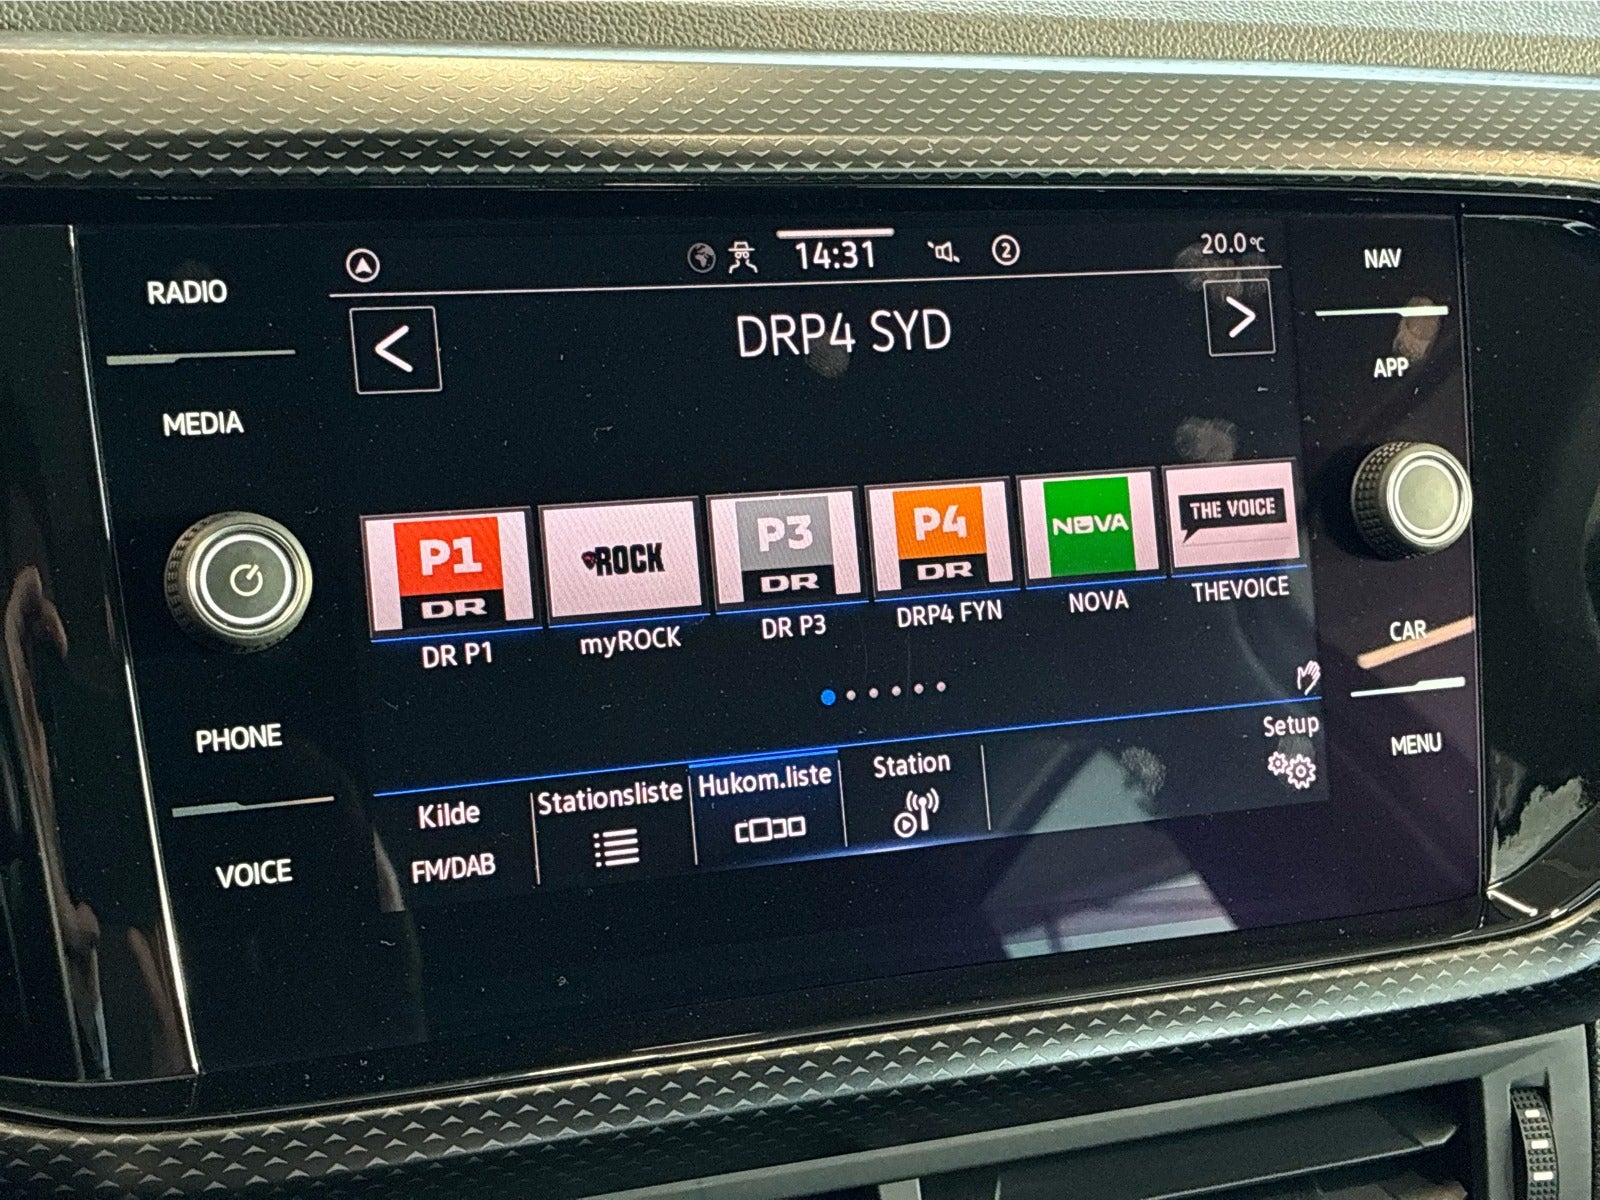 14:31
2
20.0°C
RADIO
NAV
<
DRP4 SYD
>
APP
MEDIA
P1
DR
ROCK
P3
DR
P4
DR
NOVA
THE VOICE
DR P1
myROCK
DR P3
DRP4 FYN
NOVA
THEVOICE
CAR
PHONE
MENU
Kilde
FM/DAB
Stationsliste
Hukom.liste
Station
Setup
VOICE